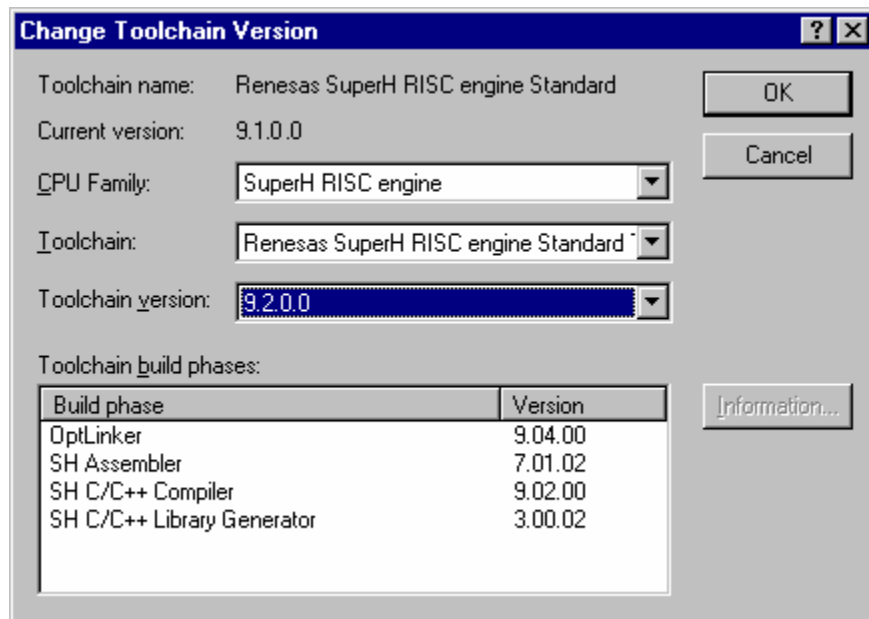 Change Toolchain Version
Toolchain name: Renesas SuperH RISC engine Standard
OK
Current version: 9.1.0.0
Cancel
CPU Family: SuperH RISC engine
Toolchain: Renesas SuperH RISC engine Standard
Toolchain version: 9.2.0.0
Toolchain build phases:
Build phase Version
Information...
OptLinker 9.04.00
SH Assembler 7.01.02
SH C/C++ Compiler 9.02.00
SH C/C++ Library Generator 3.00.02